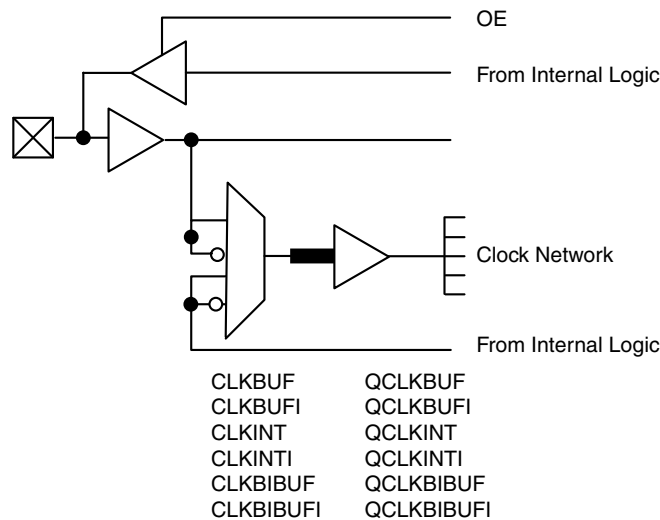 OE
From Internal Logic
Clock Network
From Internal Logic
CLKBUF QCLKBUF
CLKBUFI QCLKBUFI
CLKINT QCLKINT
CLKINTI QCLKINTI
CLKBIBUF QCLKBIBUF
CLKBIBUFI QCLKBIBUFI